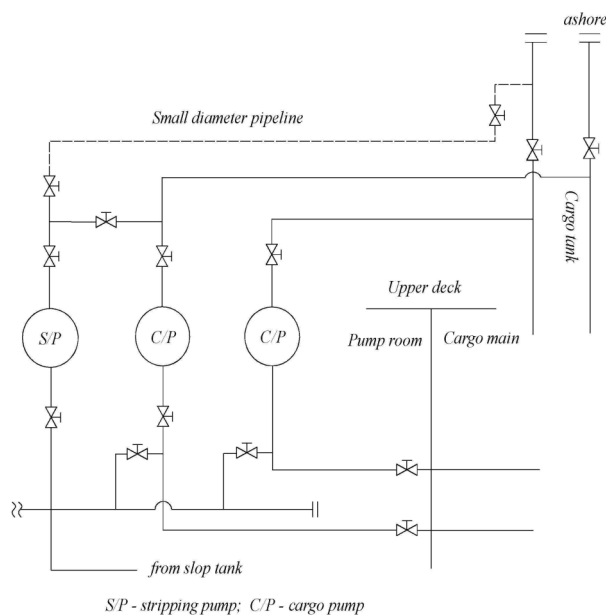 ashore
Small diameter pipeline
Cargo tank
Upper deck
S/P
C/P
C/P
Pump room
Cargo main
from slop tank
S/P - stripping pump; C/P - cargo pump